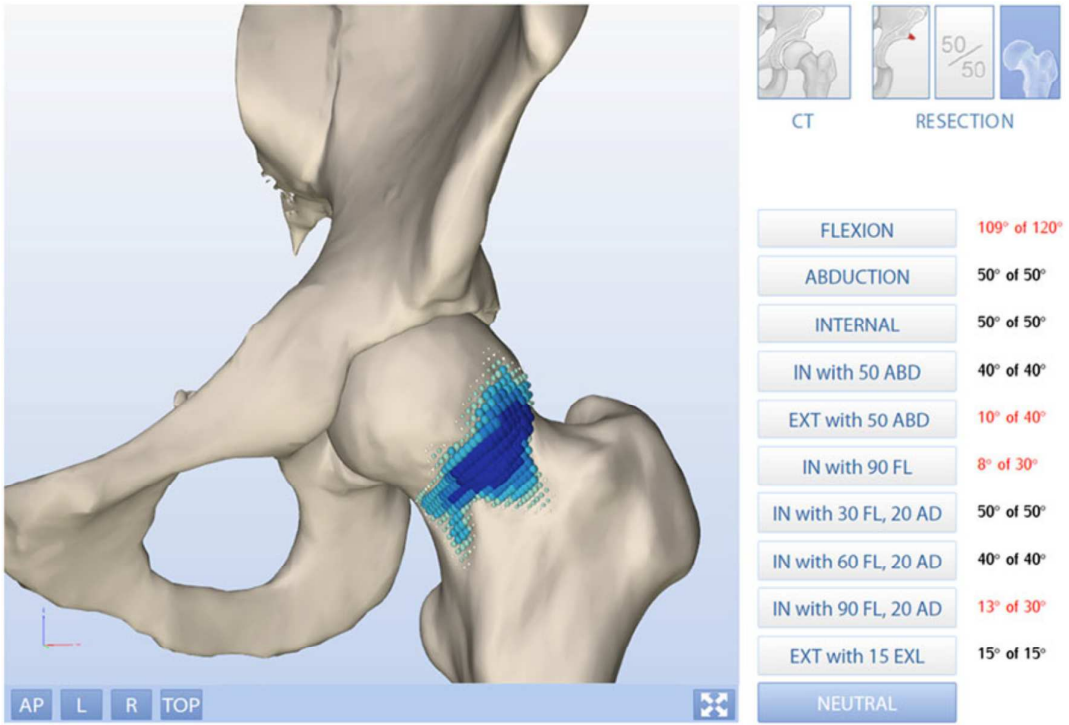 50/50
CT
RESECTION
FLEXION 109° of 120°
ABDUCTION 50° of 50°
INTERNAL 50° of 50°
IN with 50 ABD 40° of 40°
EXT with 50 ABD 10° of 40°
IN with 90 FL 8° of 30°
IN with 30 FL, 20 AD 50° of 50°
IN with 60 FL, 20 AD 40° of 40°
IN with 90 FL, 20 AD 13° of 30°
EXT with 15 EXL 15° of 15°
NEUTRAL
AP L R TOP